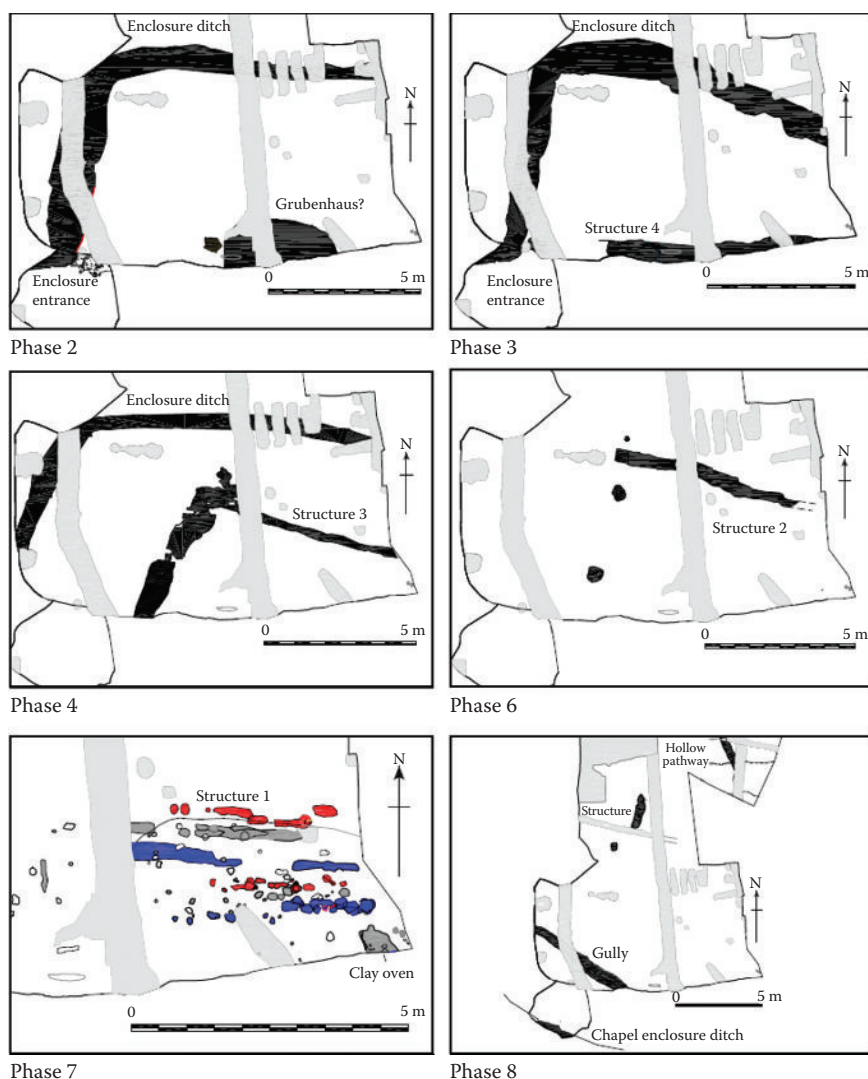 Enclosure ditch
N
Grubenhaus?
0 5 m
Enclosure
entrance
Phase 2
Enclosure ditch
N
Structure 4
0 5 m
Enclosure
entrance
Phase 3
Enclosure ditch
N
Structure 3
0 5 m
Phase 4
N
Structure 2
0 5 m
Phase 6
N
Structure 1
Clay oven
0 5 m
Phase 7
Hollow
pathway
Structure
N
Gully
0 5 m
Chapel enclosure ditch
Phase 8